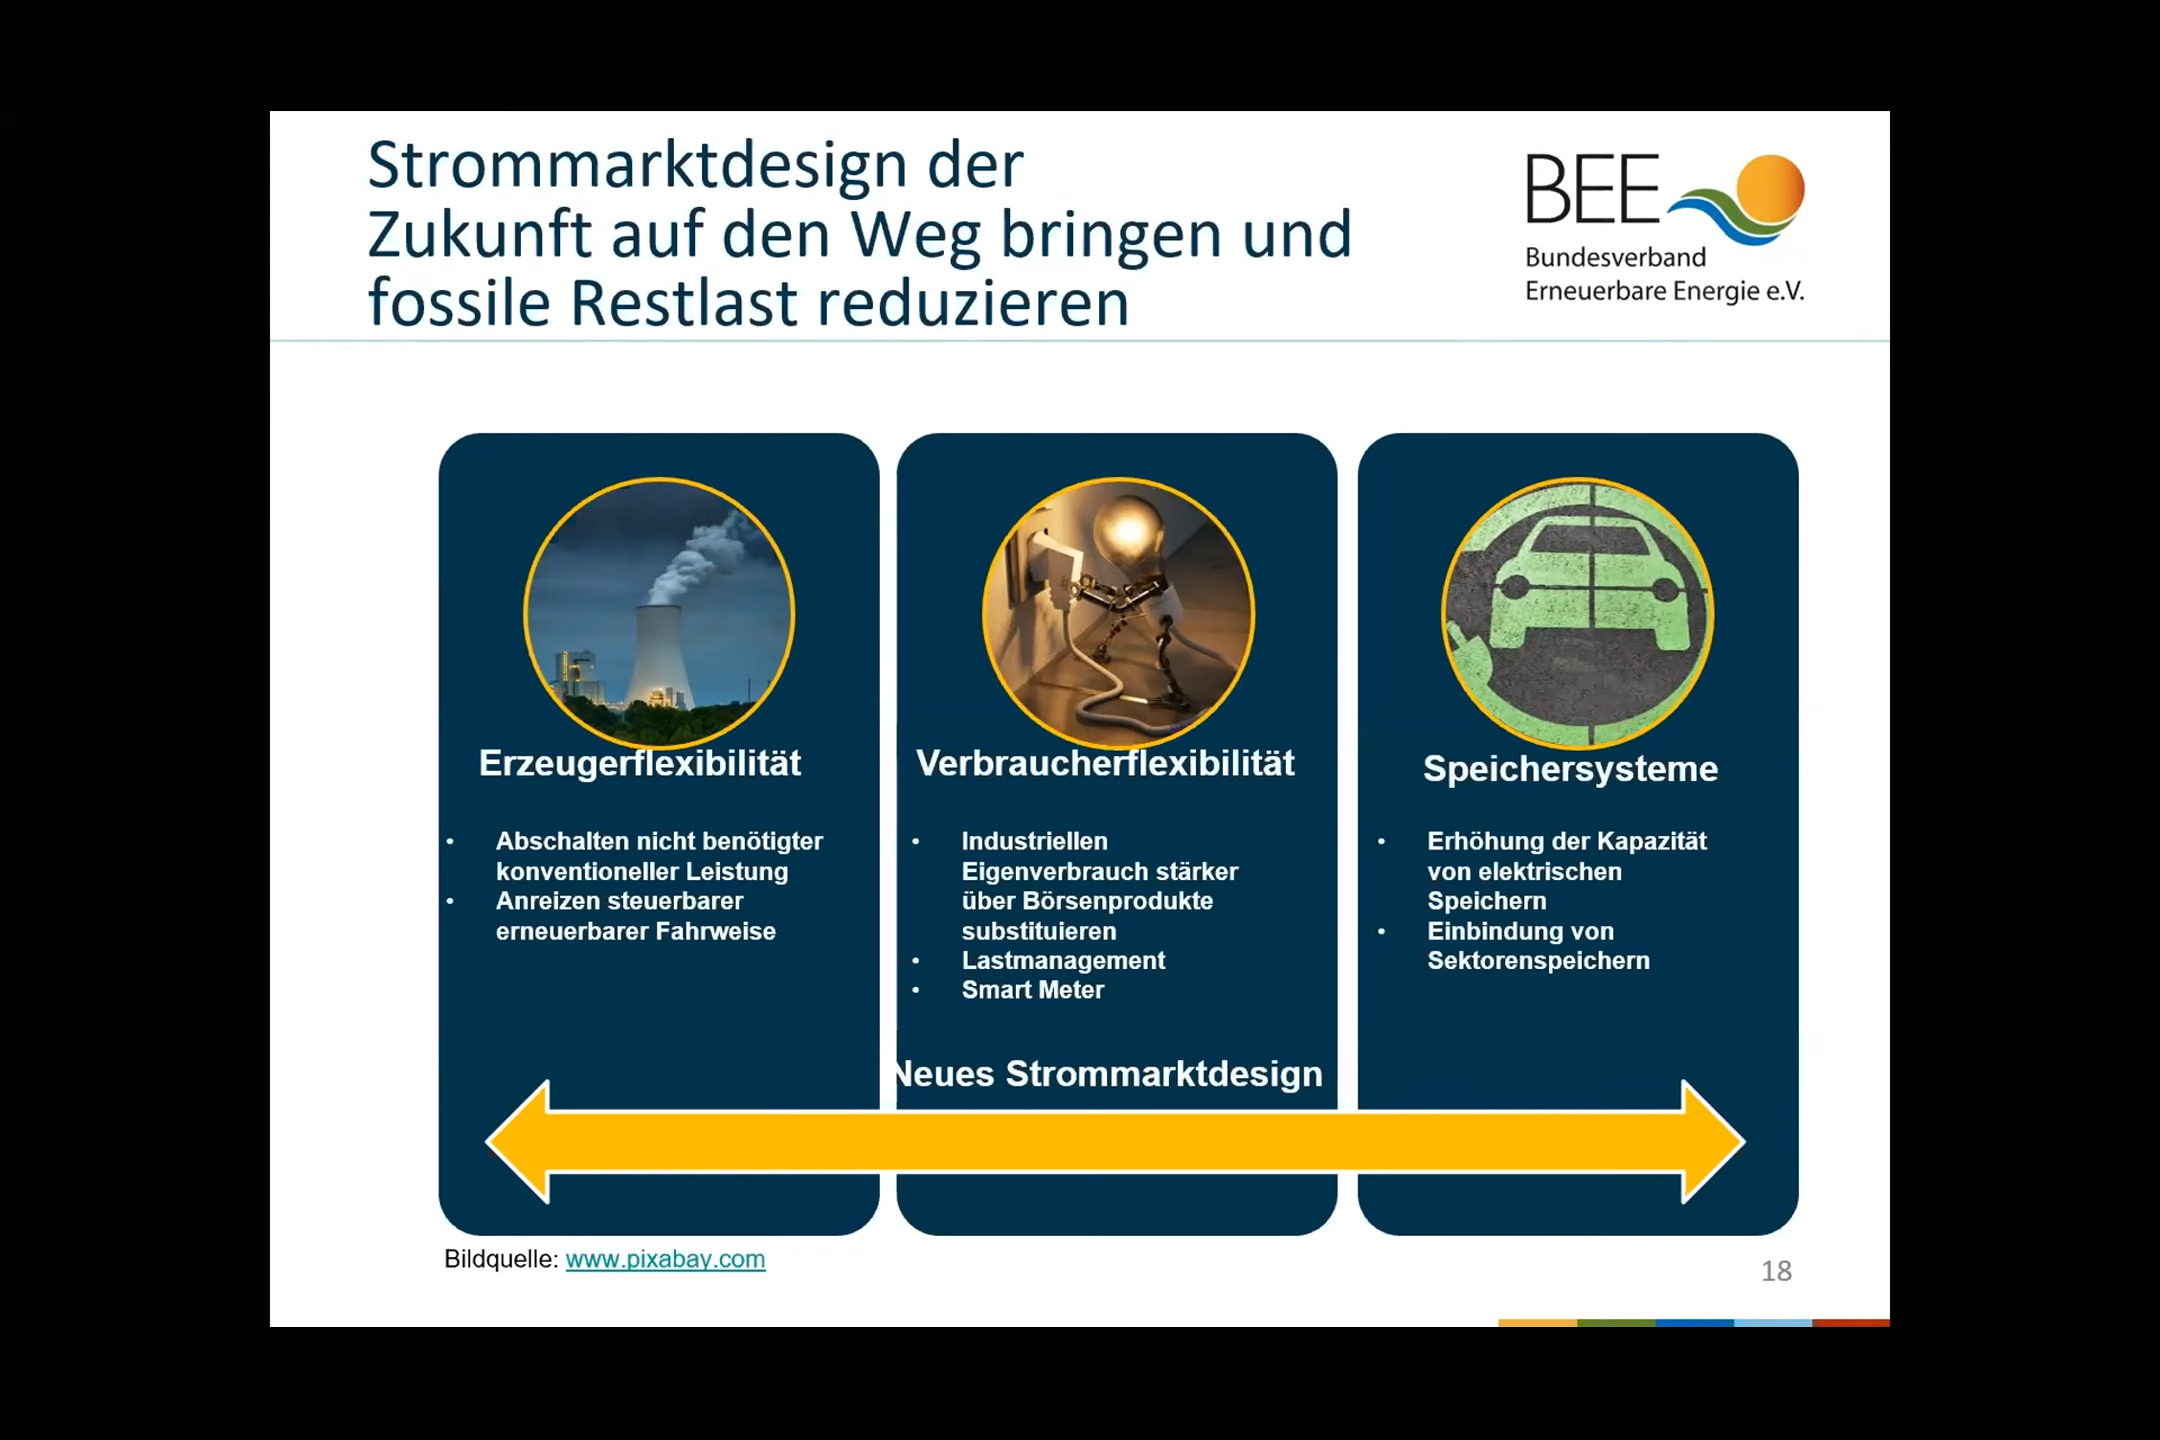 Strommarktdesign der
Zukunft auf den Weg bringen und
fossile Restlast reduzieren
BEE
Bundesverband
Erneuerbare Energie e.V.
Erzeugerflexibilität
• Abschalten nicht benötigter
konventioneller Leistung
• Anreizen steuerbarer
erneuerbarer Fahrweise
Verbraucherflexibilität
• Industriellen
Eigenverbrauch stärker
über Börsenprodukte
substituieren
• Lastmanagement
• Smart Meter
Speichersysteme
• Erhöhung der Kapazität
von elektrischen
Speichern
• Einbindung von
Sektorenspeichern
Neues Strommarktdesign
Bildquelle: www.pixabay.com
18